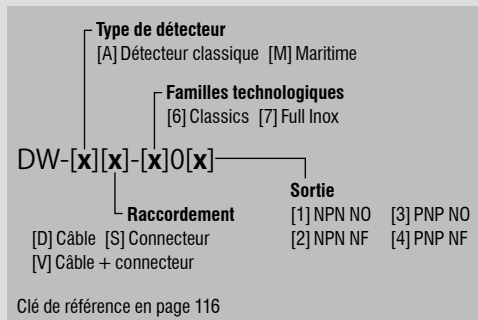 Type de détecteur
[A] Détecteur classique [M] Maritime
Familles technologiques
[6] Classics [7] Full Inox
DW-[x][x]-[x]0[x]
Raccordement
[D] Câble [S] Connecteur
[V] Câble + connecteur
Sortie
[1] NPN NO [3] PNP NO
[2] NPN NF [4] PNP NF
Clé de référence en page 116